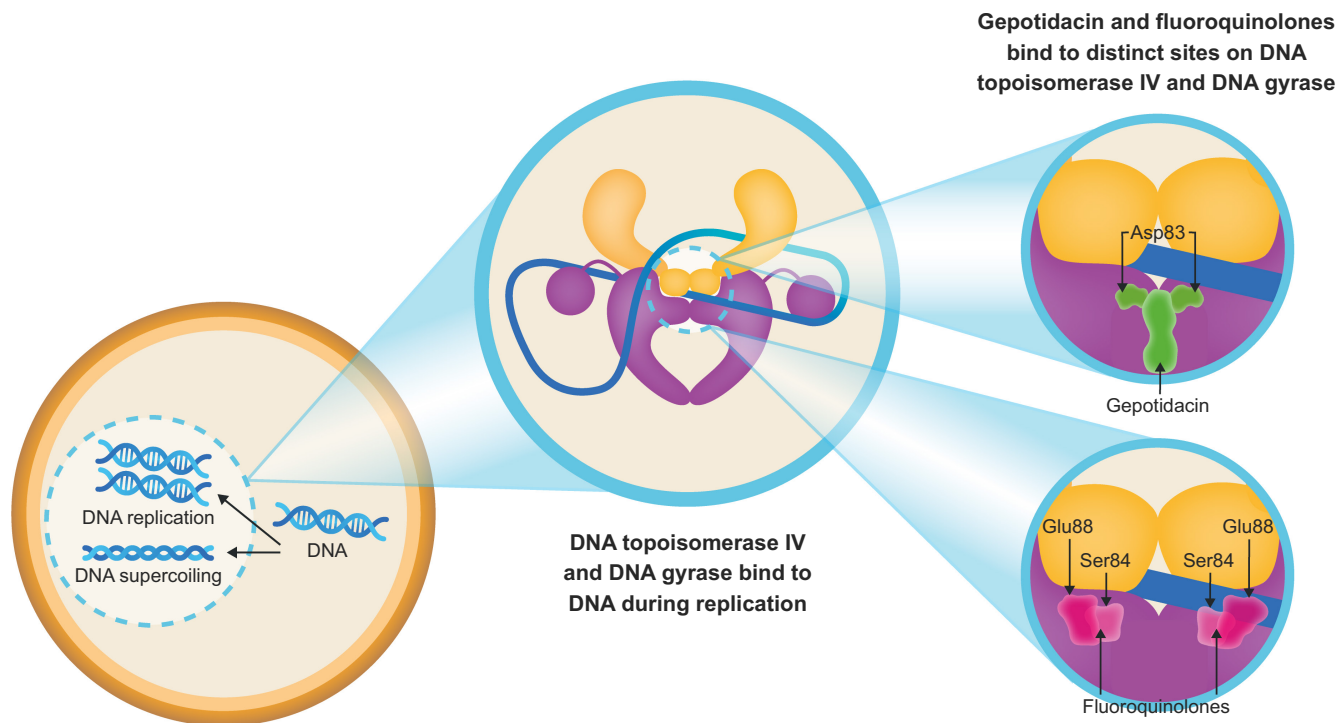 Gepotidacin and fluoroquinolones
bind to distinct sites on DNA
topoisomerase IV and DNA gyrase
Asp83
Gepotidacin
DNA replication
DNA supercoiling
DNA
DNA topoisomerase IV
and DNA gyrase bind to
DNA during replication
Glu88
Glu88
Ser84
Ser84
Fluoroquinolones